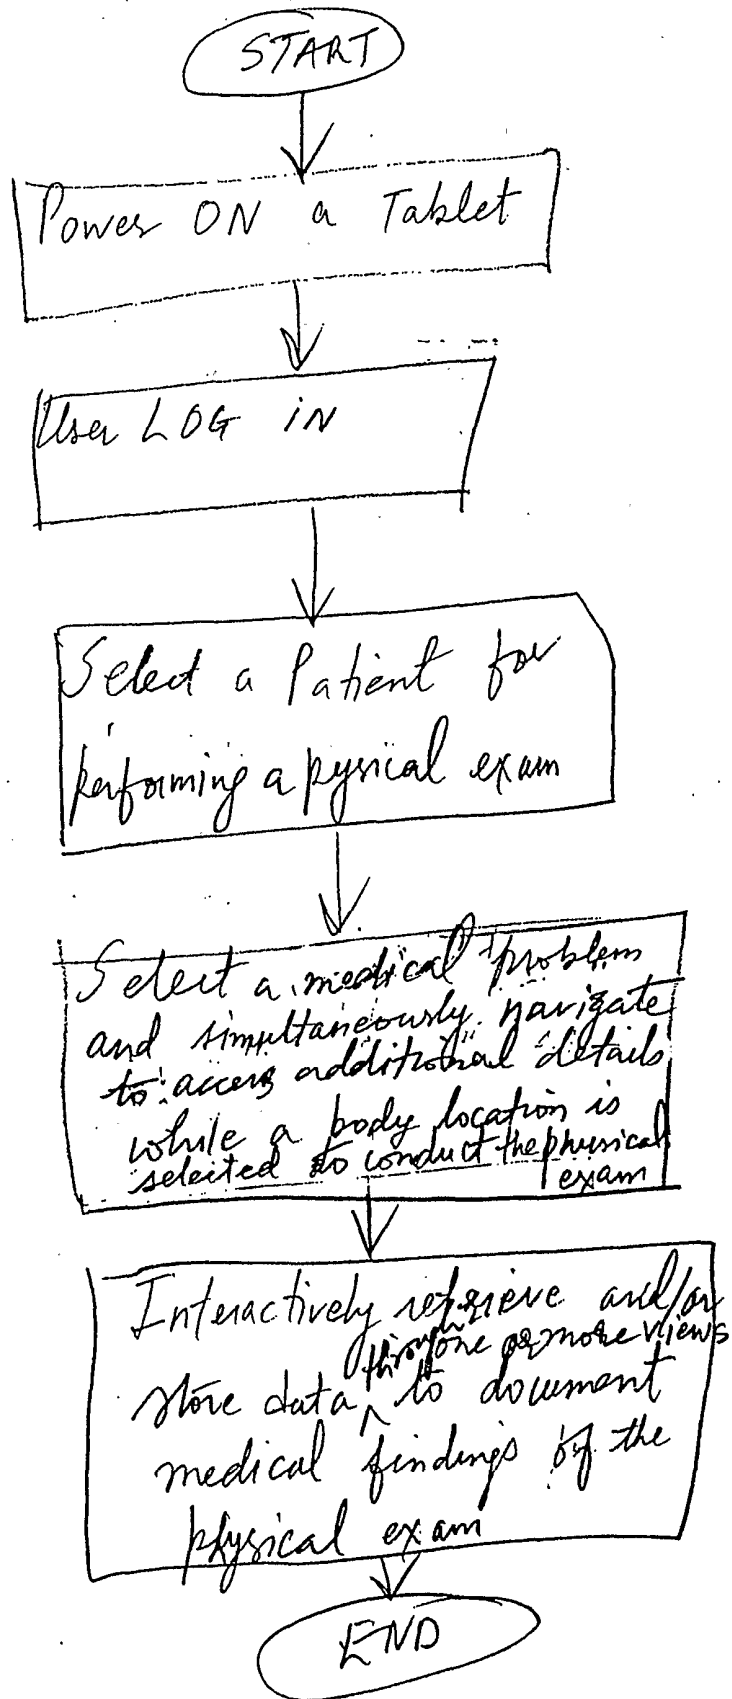 START
Power ON a Tablet
User LOG iN
Select a Patient for
performing a pysical exam
Select a medical problem
and simultaneously navigate
to access additional details
while a body location is
selected to conduct the physical
exam
Interactively retrieve and/or
through one or more views
store data ^ to document
medical findings of the
physical exam
END